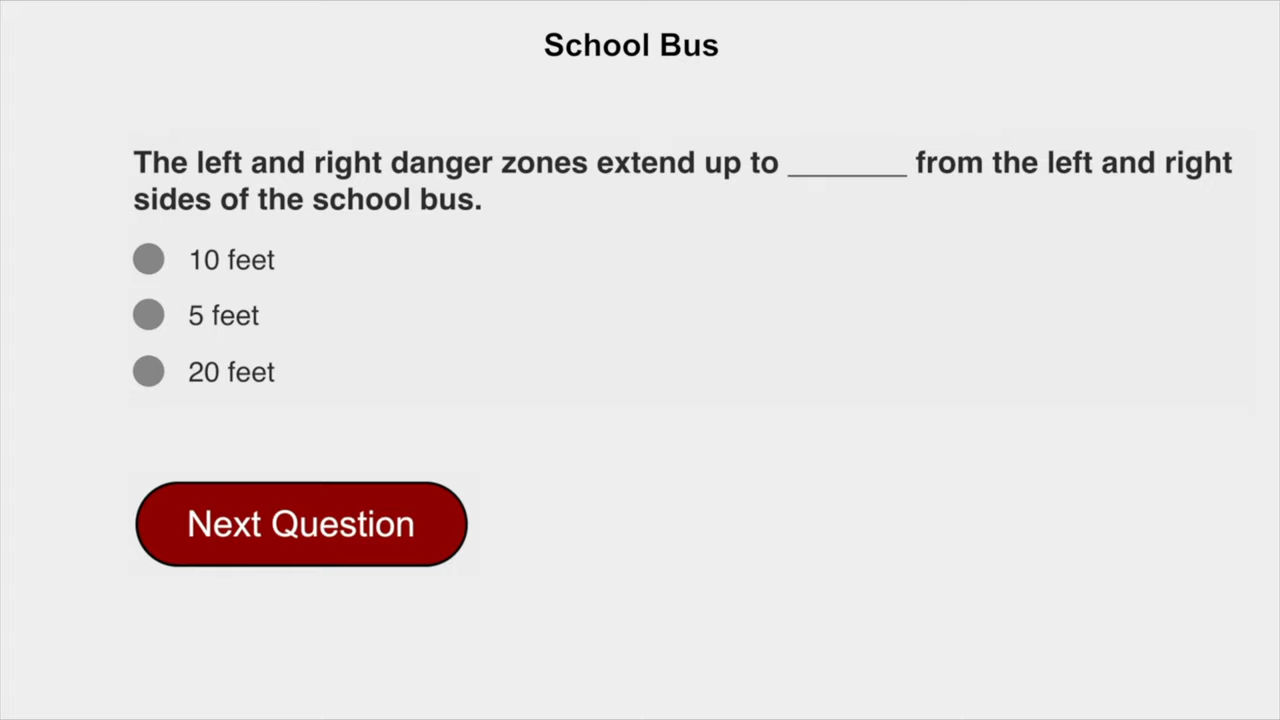 School Bus
The left and right danger zones extend up to _______ from the left and right
sides of the school bus.
10 feet
5 feet
20 feet
Next Question